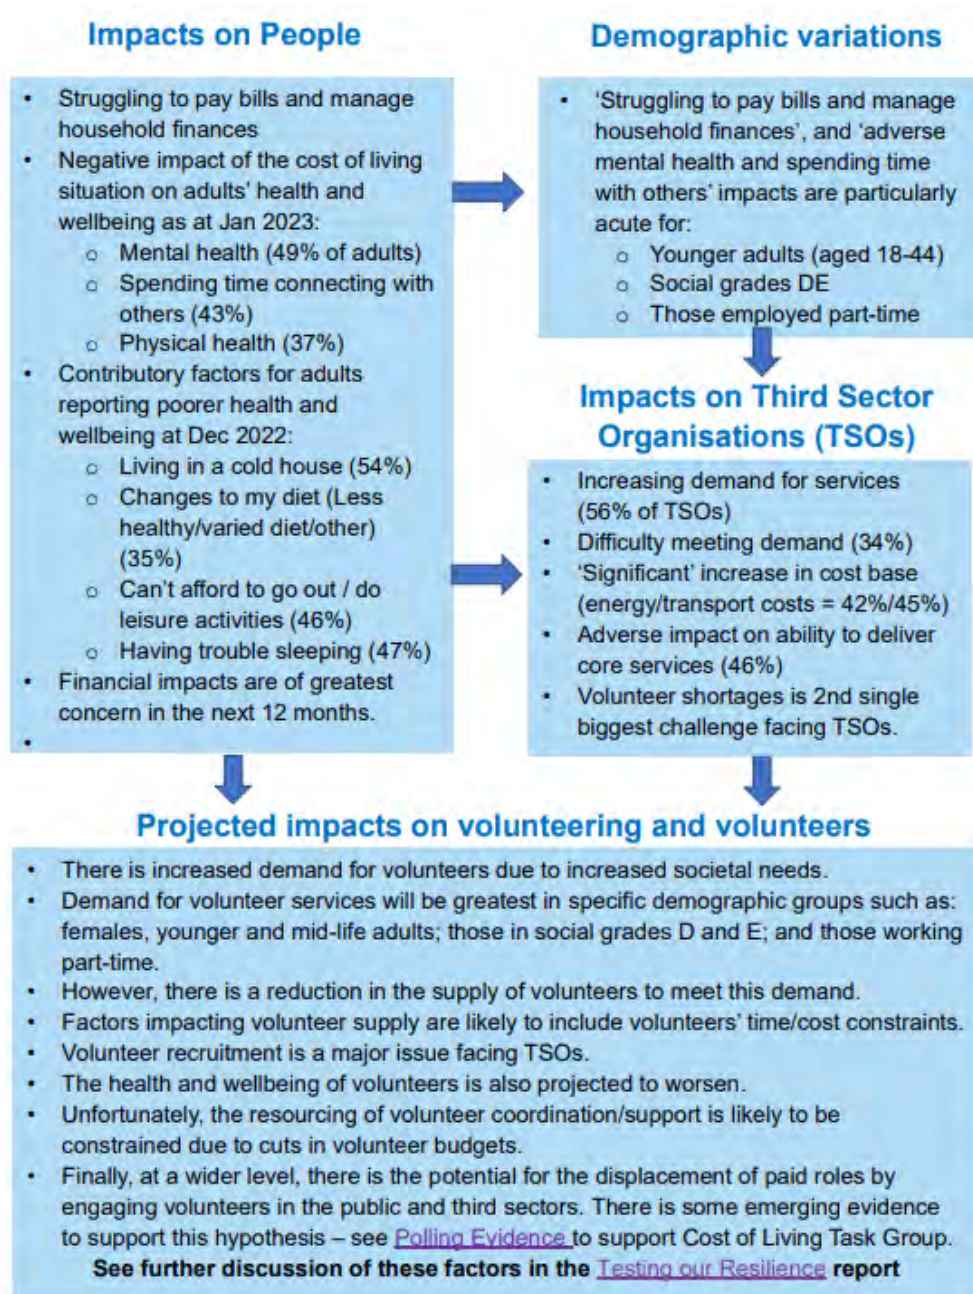 Impacts on People
• Struggling to pay bills and manage
household finances
• Negative impact of the cost of living
situation on adults' health and
wellbeing as at Jan 2023:
o Mental health (49% of adults)
o Spending time connecting with
others (43%)
o Physical health (37%)
• Contributory factors for adults
reporting poorer health and
wellbeing at Dec 2022:
o Living in a cold house (54%)
o Changes to my diet (Less
healthy/varied diet/other)
(35%)
o Can't afford to go out / do
leisure activities (46%)
o Having trouble sleeping (47%)
• Financial impacts are of greatest
concern in the next 12 months.
•
Demographic variations
• 'Struggling to pay bills and manage
household finances', and 'adverse
mental health and spending time
with others' impacts are particularly
acute for:
o Younger adults (aged 18-44)
o Social grades DE
o Those employed part-time
Impacts on Third Sector
Organisations (TSOs)
• Increasing demand for services
(56% of TSOs)
• Difficulty meeting demand (34%)
• 'Significant' increase in cost base
(energy/transport costs = 42%/45%)
• Adverse impact on ability to deliver
core services (46%)
• Volunteer shortages is 2nd single
biggest challenge facing TSOs.
Projected impacts on volunteering and volunteers
• There is increased demand for volunteers due to increased societal needs.
• Demand for volunteer services will be greatest in specific demographic groups such as:
females, younger and mid-life adults; those in social grades D and E; and those working
part-time.
• However, there is a reduction in the supply of volunteers to meet this demand.
• Factors impacting volunteer supply are likely to include volunteers' time/cost constraints.
• Volunteer recruitment is a major issue facing TSOs.
• The health and wellbeing of volunteers is also projected to worsen.
• Unfortunately, the resourcing of volunteer coordination/support is likely to be
constrained due to cuts in volunteer budgets.
• Finally, at a wider level, there is the potential for the displacement of paid roles by
engaging volunteers in the public and third sectors. There is some emerging evidence
to support this hypothesis – see Polling Evidence to support Cost of Living Task Group.
See further discussion of these factors in the Testing our Resilience report